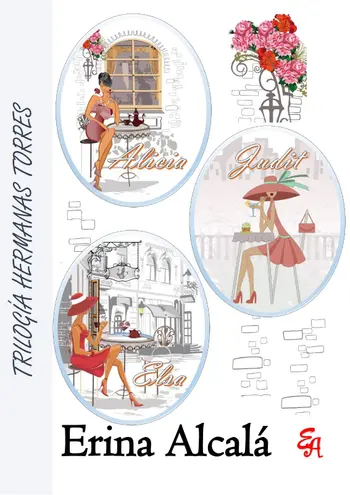 TRILOGÍA HERMANAS TORRES
Alicia
Judit
Elsa
Erina Alcalá
EA